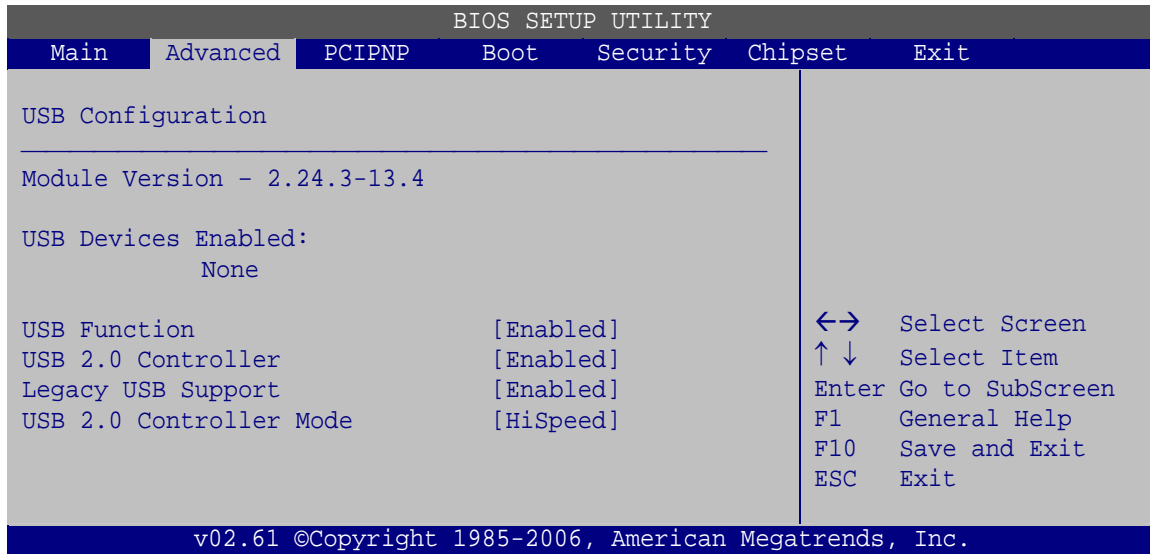 BIOS SETUP UTILITY
Main Advanced PCIPNP Boot Security Chipset Exit
USB Configuration
Module Version – 2.24.3-13.4
USB Devices Enabled:
None
USB Function [Enabled]
USB 2.0 Controller [Enabled]
Legacy USB Support [Enabled]
USB 2.0 Controller Mode [HiSpeed]
←→ Select Screen
↑ ↓ Select Item
Enter Go to SubScreen
F1 General Help
F10 Save and Exit
ESC Exit
v02.61 ©Copyright 1985-2006, American Megatrends, Inc.